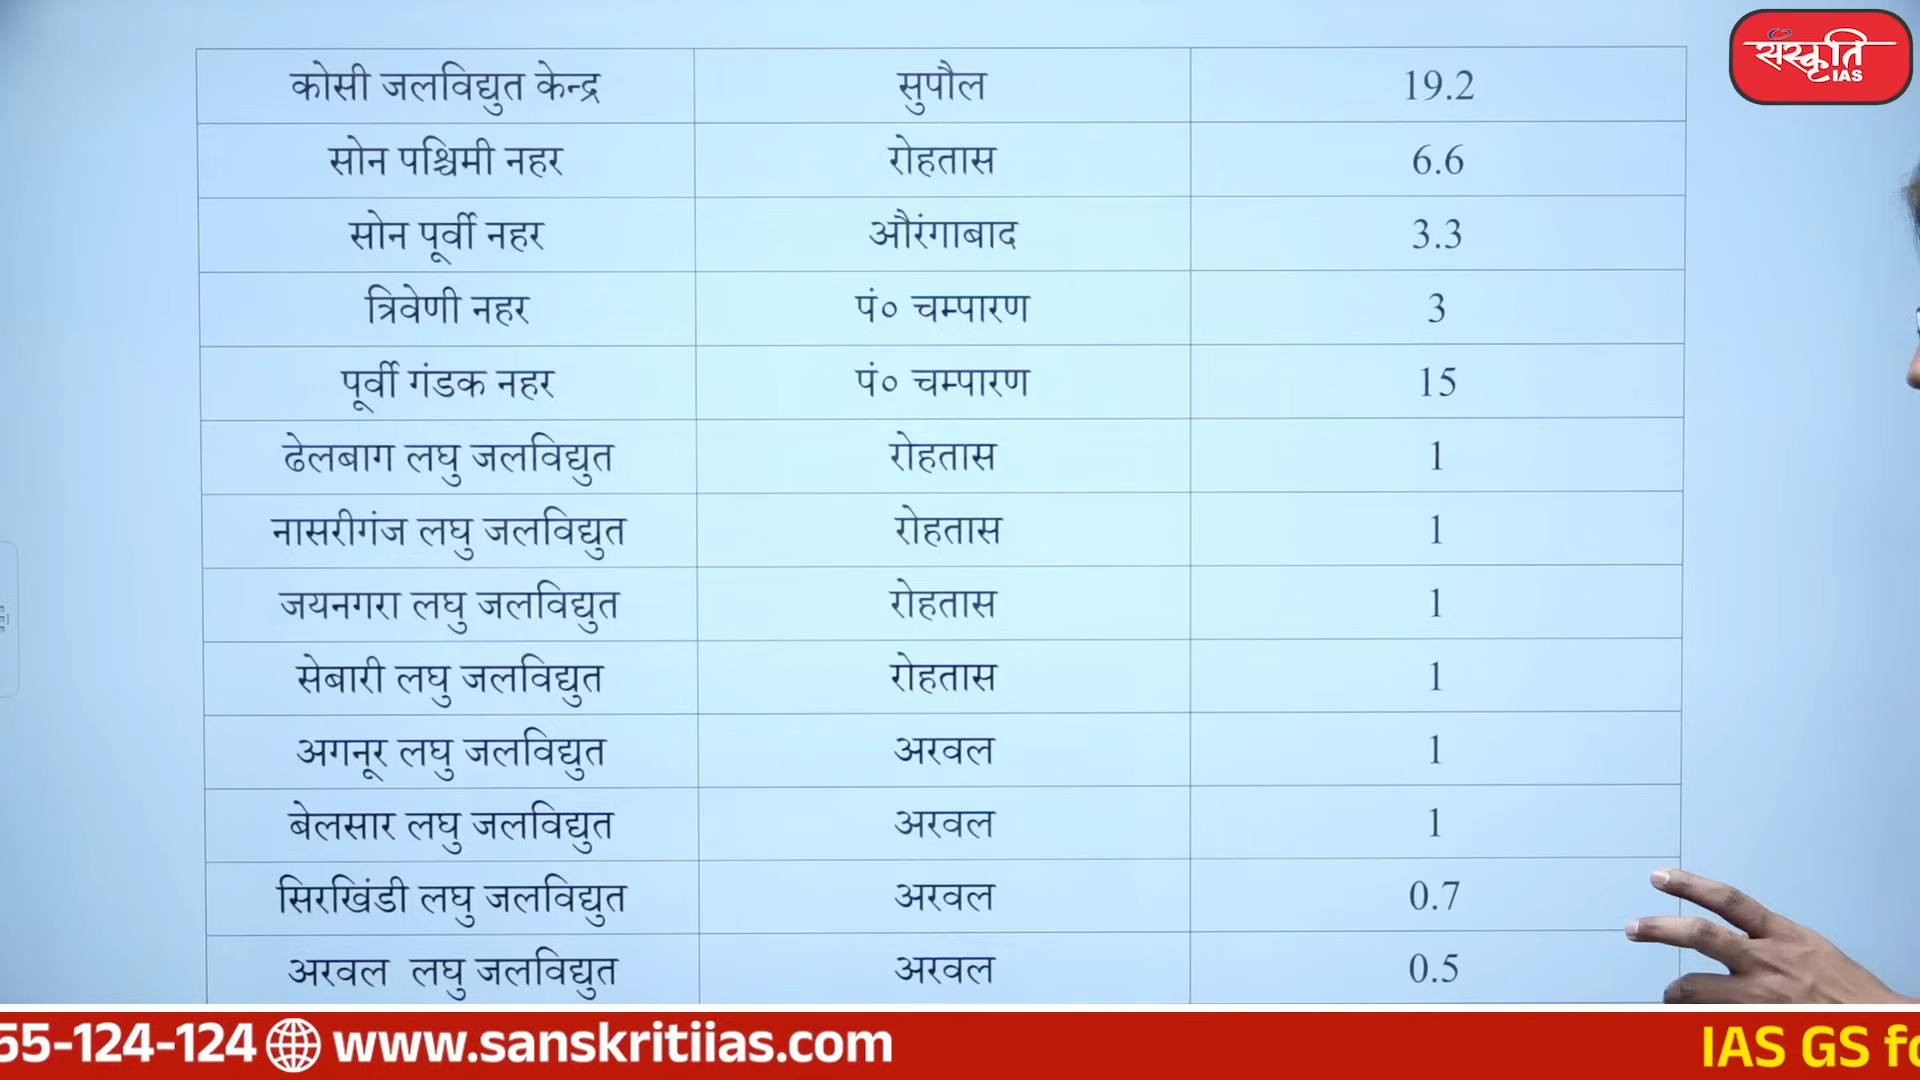 संस्कृति
IAS
कोसी जलविद्युत केन्द्र सुपौल 19.2
सोन पश्चिमी नहर रोहतास 6.6
सोन पूर्वी नहर औरंगाबाद 3.3
त्रिवेणी नहर पं० चम्पारण 3
पूर्वी गंडक नहर पं० चम्पारण 15
ढेलबाग लघु जलविद्युत रोहतास 1
नासरीगंज लघु जलविद्युत रोहतास 1
जयनगरा लघु जलविद्युत रोहतास 1
सेबारी लघु जलविद्युत रोहतास 1
अगनूर लघु जलविद्युत अरवल 1
बेलसार लघु जलविद्युत अरवल 1
सिरखिंडी लघु जलविद्युत अरवल 0.7
अरवल लघु जलविद्युत अरवल 0.5
55-124-124 www.sanskritiias.com IAS GS